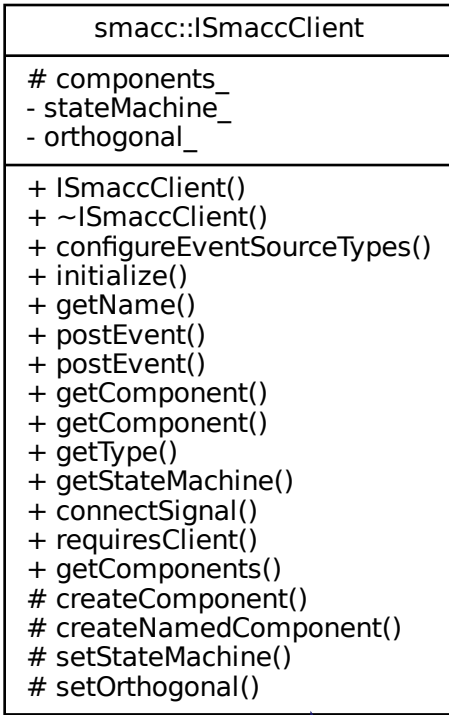 smacc::ISmaccClient
# components_
- stateMachine_
- orthogonal_
+ ISmaccClient()
+ ~ISmaccClient()
+ configureEventSourceTypes()
+ initialize()
+ getName()
+ postEvent()
+ postEvent()
+ getComponent()
+ getComponent()
+ getType()
+ getStateMachine()
+ connectSignal()
+ requiresClient()
+ getComponents()
# createComponent()
# createNamedComponent()
# setStateMachine()
# setOrthogonal()